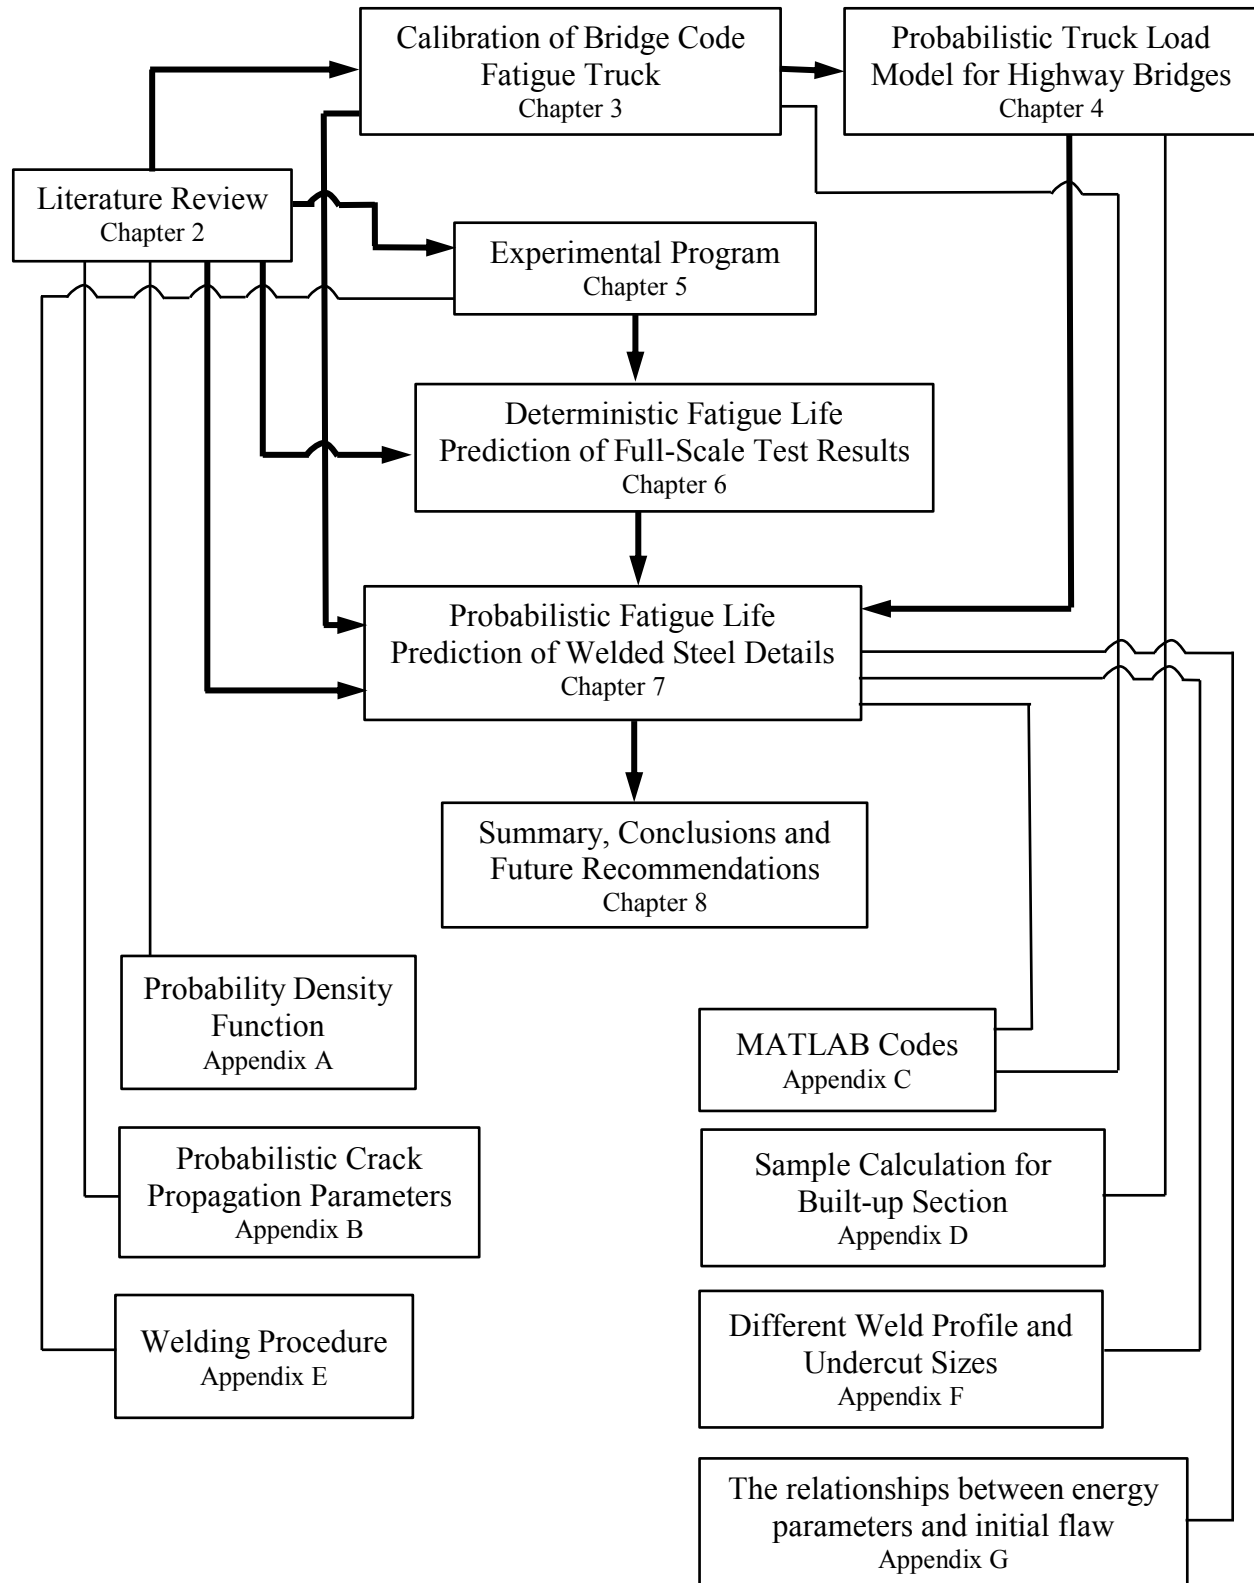 Calibration of Bridge Code
Fatigue Truck
Chapter 3
Probabilistic Truck Load
Model for Highway Bridges
Chapter 4
Literature Review
Chapter 2
Experimental Program
Chapter 5
Deterministic Fatigue Life
Prediction of Full-Scale Test Results
Chapter 6
Probabilistic Fatigue Life
Prediction of Welded Steel Details
Chapter 7
Summary, Conclusions and
Future Recommendations
Chapter 8
Probability Density
Function
Appendix A
MATLAB Codes
Appendix C
Probabilistic Crack
Propagation Parameters
Appendix B
Sample Calculation for
Built-up Section
Appendix D
Welding Procedure
Appendix E
Different Weld Profile and
Undercut Sizes
Appendix F
The relationships between energy
parameters and initial flaw
Appendix G